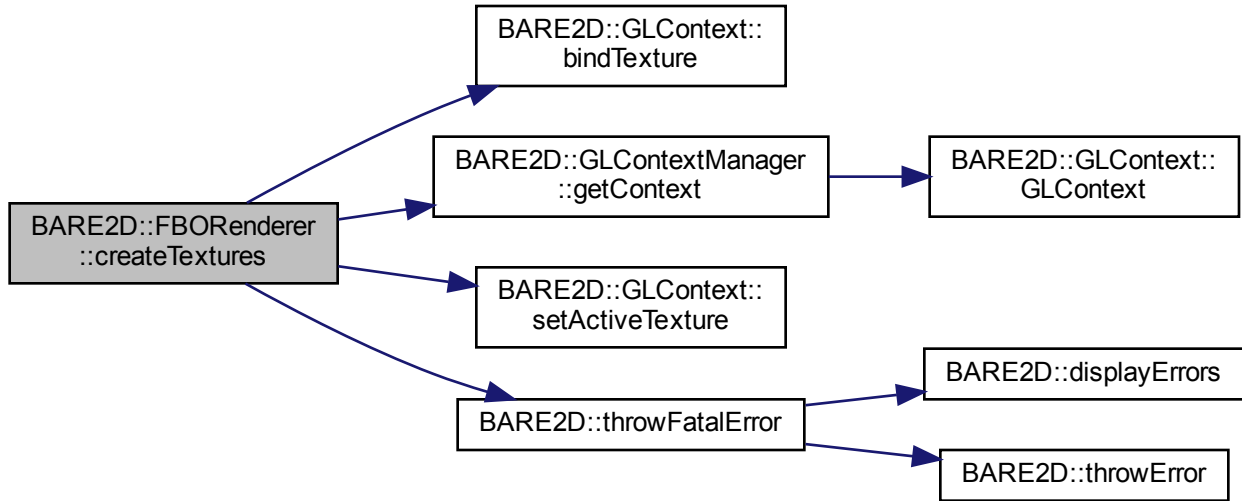 BARE2D::FBORenderer
::createTextures
BARE2D::GLContext::
bindTexture
BARE2D::GLContextManager
::getContext
BARE2D::GLContext::
GLContext
BARE2D::GLContext::
setActiveTexture
BARE2D::throwFatalError
BARE2D::displayErrors
BARE2D::throwError